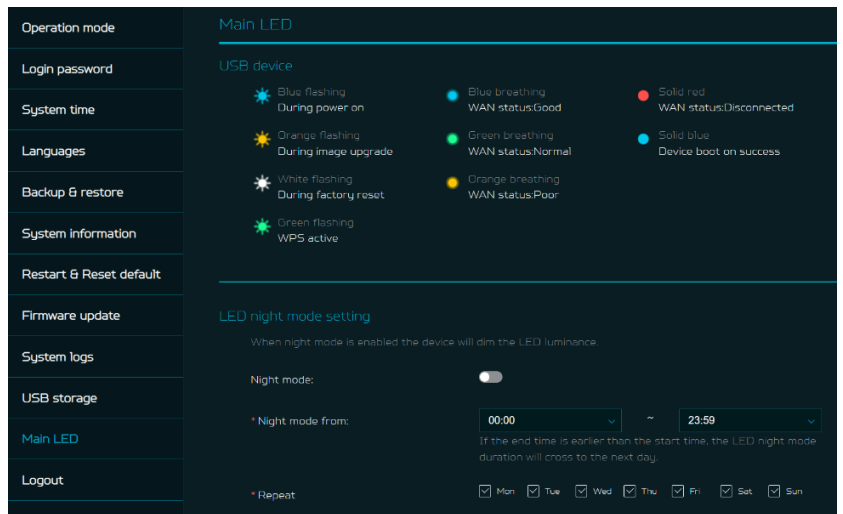 Operation mode
Login password
System time
Languages
Backup & restore
System information
Restart & Reset default
Firmware update
System logs
USB storage
Main LED
Logout
Main LED
USB device
Blue flashing
During power on
Blue breathing
WAN status:Good
Solid red
WAN status:Disconnected
Orange flashing
During image upgrade
Green breathing
WAN status:Normal
Solid blue
Device boot on success
White flashing
During factory reset
Orange breathing
WAN status:Poor
Green flashing
WPS active
LED night mode setting
When night mode is enabled the device will dim the LED luminance.
Night mode:
* Night mode from:
00:00 ~ 23:59
If the end time is earlier than the start time, the LED night mode
duration will cross to the next day.
* Repeat
Mon Tue Wed Thu Fri Sat Sun